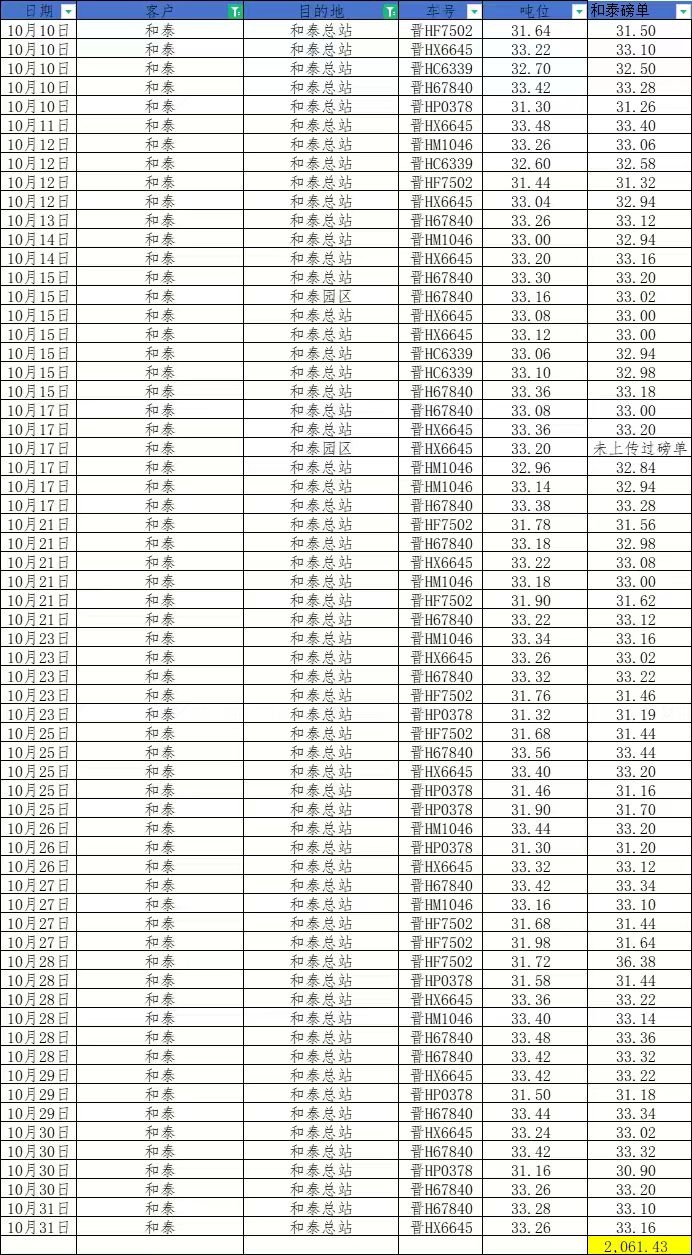 日期 客户 目的地 车号 吨位 和泰磅单
10月10日 和泰 和泰总站 晋HF7502 31.64 31.50
10月10日 和泰 和泰总站 晋HX6645 33.22 33.10
10月10日 和泰 和泰总站 晋HC6339 32.70 32.50
10月10日 和泰 和泰总站 晋H67840 33.42 33.28
10月10日 和泰 和泰总站 晋HP0378 31.30 31.26
10月11日 和泰 和泰总站 晋HX6645 33.48 33.40
10月12日 和泰 和泰总站 晋HM1046 33.26 33.06
10月12日 和泰 和泰总站 晋HC6339 32.60 32.58
10月12日 和泰 和泰总站 晋HF7502 31.44 31.32
10月12日 和泰 和泰总站 晋HX6645 33.04 32.94
10月13日 和泰 和泰总站 晋H67840 33.26 33.12
10月14日 和泰 和泰总站 晋HM1046 33.00 32.94
10月14日 和泰 和泰总站 晋HX6645 33.20 33.16
10月15日 和泰 和泰总站 晋H67840 33.30 33.20
10月15日 和泰 和泰园区 晋H67840 33.16 33.02
10月15日 和泰 和泰总站 晋HX6645 33.08 33.00
10月15日 和泰 和泰总站 晋HX6645 33.12 33.00
10月15日 和泰 和泰总站 晋HC6339 33.06 32.94
10月15日 和泰 和泰总站 晋HC6339 33.10 32.98
10月15日 和泰 和泰总站 晋H67840 33.36 33.18
10月17日 和泰 和泰总站 晋H67840 33.08 33.00
10月17日 和泰 和泰总站 晋HX6645 33.36 33.20
10月17日 和泰 和泰园区 晋HX6645 33.20 未上传过磅单
10月17日 和泰 和泰总站 晋HM1046 32.96 32.84
10月17日 和泰 和泰总站 晋HM1046 33.14 32.94
10月17日 和泰 和泰总站 晋H67840 33.38 33.28
10月21日 和泰 和泰总站 晋HF7502 31.78 31.56
10月21日 和泰 和泰总站 晋H67840 33.18 32.98
10月21日 和泰 和泰总站 晋HX6645 33.22 33.08
10月21日 和泰 和泰总站 晋HM1046 33.18 33.00
10月21日 和泰 和泰总站 晋HF7502 31.90 31.62
10月21日 和泰 和泰总站 晋H67840 33.22 33.12
10月23日 和泰 和泰总站 晋HM1046 33.34 33.16
10月23日 和泰 和泰总站 晋HX6645 33.26 33.02
10月23日 和泰 和泰总站 晋H67840 33.32 33.22
10月23日 和泰 和泰总站 晋HF7502 31.76 31.46
10月23日 和泰 和泰总站 晋HP0378 31.32 31.19
10月25日 和泰 和泰总站 晋HF7502 31.68 31.44
10月25日 和泰 和泰总站 晋H67840 33.56 33.44
10月25日 和泰 和泰总站 晋HX6645 33.40 33.20
10月25日 和泰 和泰总站 晋HP0378 31.46 31.16
10月25日 和泰 和泰总站 晋HP0378 31.90 31.70
10月26日 和泰 和泰总站 晋HM1046 33.44 33.20
10月26日 和泰 和泰总站 晋HP0378 31.30 31.20
10月26日 和泰 和泰总站 晋HX6645 33.32 33.12
10月27日 和泰 和泰总站 晋H67840 33.42 33.34
10月27日 和泰 和泰总站 晋HM1046 33.16 33.10
10月27日 和泰 和泰总站 晋HF7502 31.68 31.44
10月27日 和泰 和泰总站 晋HF7502 31.98 31.64
10月28日 和泰 和泰总站 晋HF7502 31.72 36.38
10月28日 和泰 和泰总站 晋HP0378 31.58 31.44
10月28日 和泰 和泰总站 晋HX6645 33.36 33.22
10月28日 和泰 和泰总站 晋HM1046 33.40 33.14
10月28日 和泰 和泰总站 晋H67840 33.48 33.36
10月28日 和泰 和泰总站 晋H67840 33.42 33.32
10月29日 和泰 和泰总站 晋HX6645 33.42 33.22
10月29日 和泰 和泰总站 晋HP0378 31.50 31.18
10月29日 和泰 和泰总站 晋H67840 33.44 33.34
10月30日 和泰 和泰总站 晋HX6645 33.24 33.02
10月30日 和泰 和泰总站 晋H67840 33.42 33.32
10月30日 和泰 和泰总站 晋HP0378 31.16 30.90
10月30日 和泰 和泰总站 晋H67840 33.26 33.20
10月31日 和泰 和泰总站 晋H67840 33.28 33.10
10月31日 和泰 和泰总站 晋HX6645 33.26 33.16
2,061.43